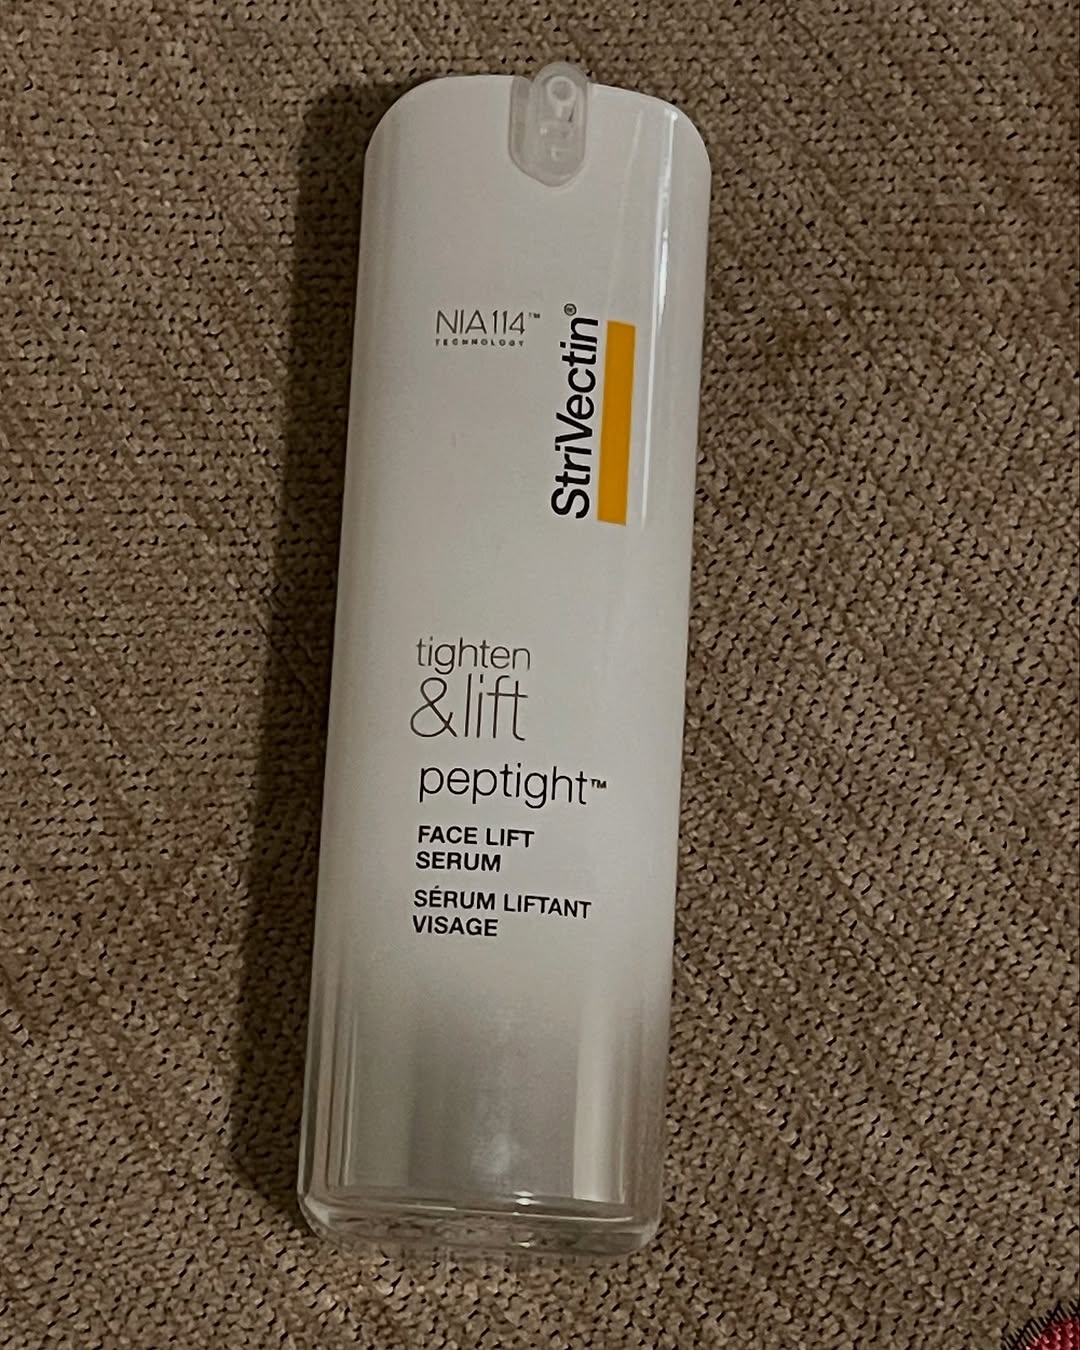 NIA114™
TECHNOLOGY
StriVectin®
tighten
&lift
peptight™
FACE LIFT
SERUM
SÉRUM LIFTANT
VISAGE